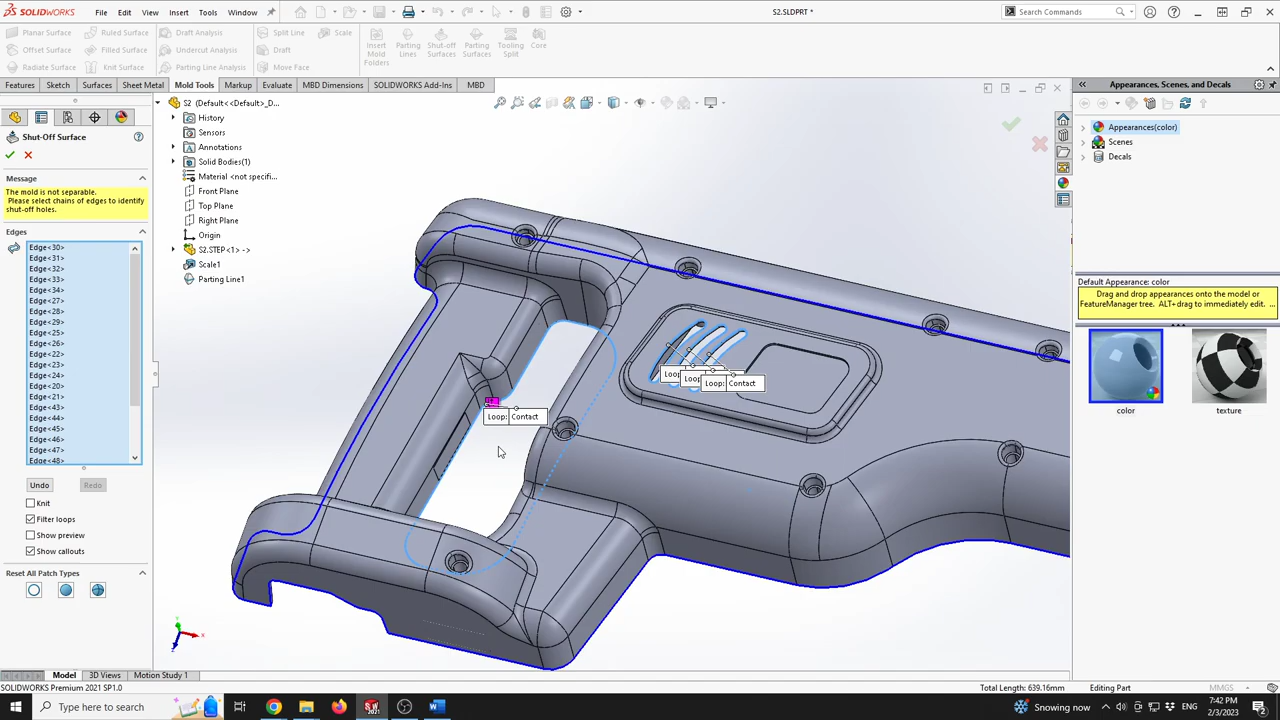 SOLIDWORKS File Edit View Insert Tools Window S2.SLDPRT * Search Commands
Planar Surface Ruled Surface Draft Analysis Split Line Scale
Offset Surface Filled Surface Undercut Analysis Draft
Radiate Surface Knit Surface Parting Line Analysis Move Face
Insert Mold Folders
Parting Lines
Shut-off Surfaces
Parting Surfaces
Tooling Split
Core
Features Sketch Surfaces Sheet Metal Mold Tools Markup Evaluate MBD Dimensions SOLIDWORKS Add-Ins MBD
Shut-Off Surface
Message
The mold is not separable.
Please select chains of edges to identify
shut-off holes.
Edges
Edge<30>
Edge<31>
Edge<32>
Edge<33>
Edge<34>
Edge<27>
Edge<28>
Edge<29>
Edge<25>
Edge<26>
Edge<22>
Edge<23>
Edge<24>
Edge<20>
Edge<21>
Edge<43>
Edge<44>
Edge<45>
Edge<46>
Edge<47>
Edge<48>
Undo Redo
Knit
Filter loops
Show preview
Show callouts
Reset All Patch Types
S2 (Default<<Default>_D...
History
Sensors
Annotations
Solid Bodies(1)
Material <not specifi...
Front Plane
Top Plane
Right Plane
Origin
S2.STEP<1> ->
Scale1
Parting Line1
Loop:
Loop:
Loop: Contact
Loop: Contact
Appearances, Scenes, and Decals
Appearances(color)
Scenes
Decals
Default Appearance: color
Drag and drop appearances onto the model or
FeatureManager tree. ALT+drag to immediately edit. ...
color texture
Model 3D Views Motion Study 1
SOLIDWORKS Premium 2021 SP1.0 Total Length: 639.16mm Editing Part MMGS
Type here to search
Snowing now
7:42 PM
2/3/2023